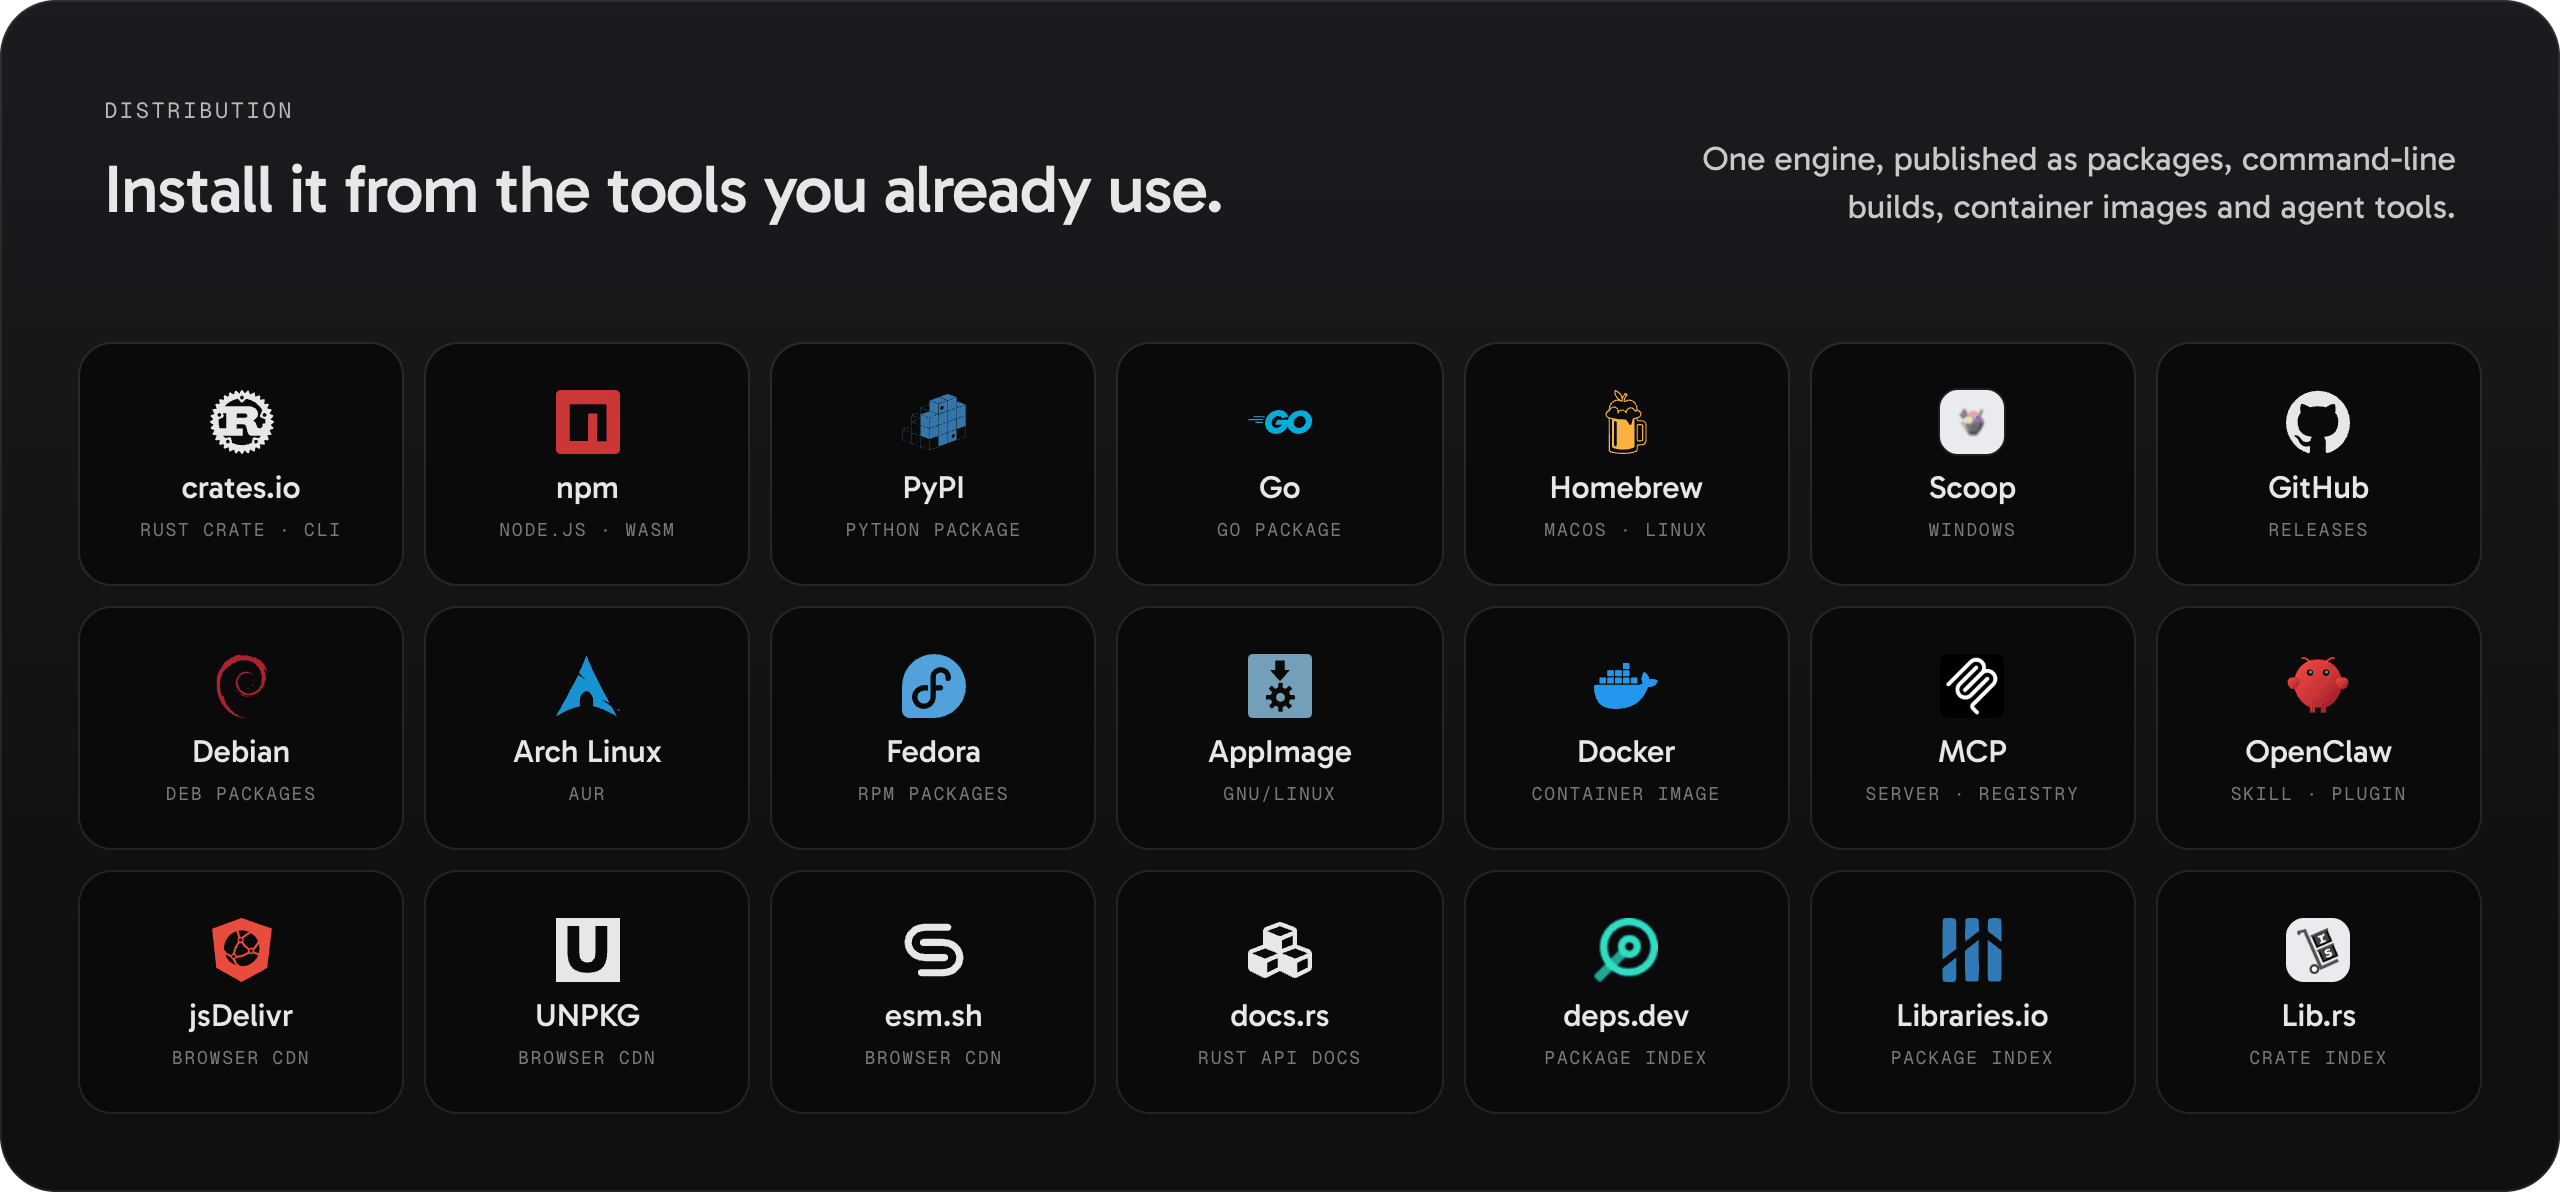 DISTRIBUTION
Install it from the tools you already use.
One engine, published as packages, command-line
builds, container images and agent tools.
crates.io
RUST CRATE · CLI
npm
NODE.JS · WASM
PyPI
PYTHON PACKAGE
GO
Go
GO PACKAGE
Homebrew
MACOS · LINUX
Scoop
WINDOWS
GitHub
RELEASES
Debian
DEB PACKAGES
Arch Linux
AUR
Fedora
RPM PACKAGES
AppImage
GNU/LINUX
Docker
CONTAINER IMAGE
MCP
SERVER · REGISTRY
OpenClaw
SKILL · PLUGIN
jsDelivr
BROWSER CDN
U
UNPKG
BROWSER CDN
esm.sh
BROWSER CDN
docs.rs
RUST API DOCS
deps.dev
PACKAGE INDEX
Libraries.io
PACKAGE INDEX
Lib.rs
CRATE INDEX